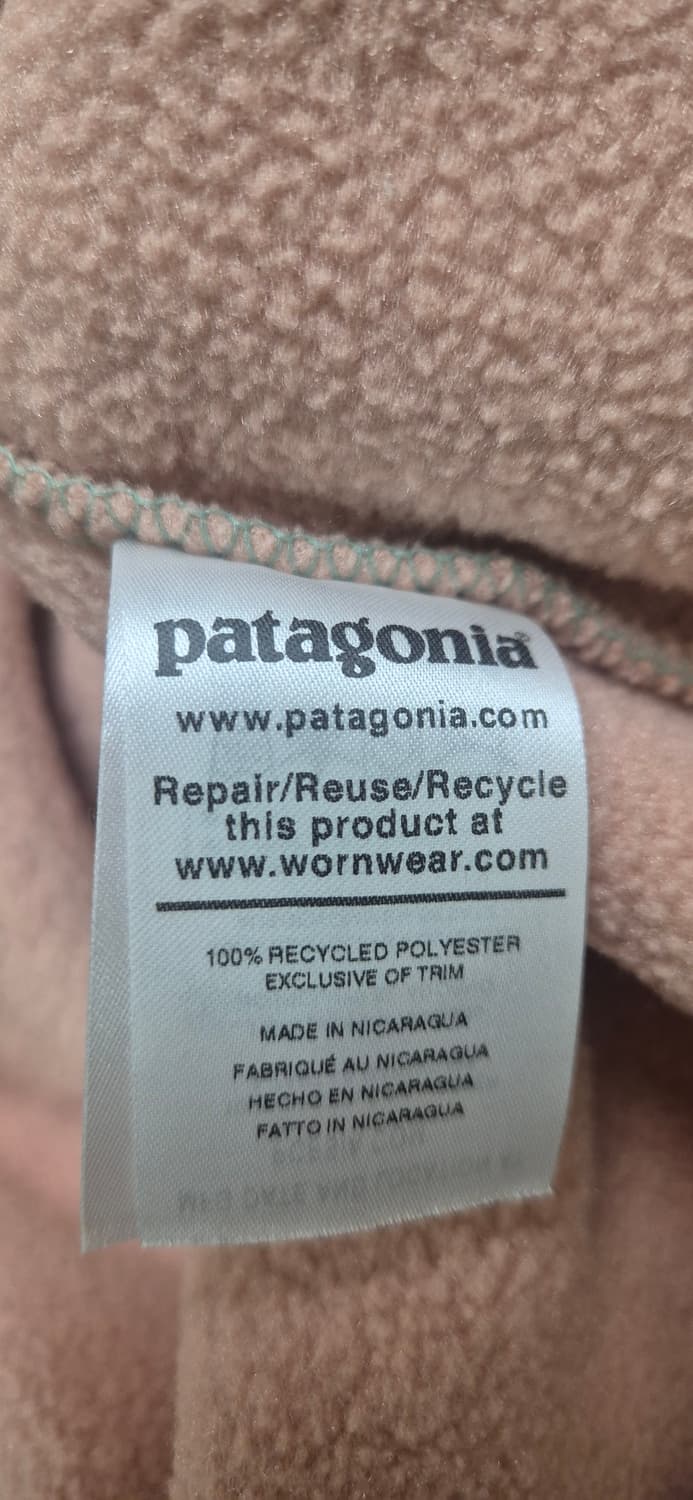 patagonia®
www.patagonia.com
Repair/Reuse/Recycle
this product at
www.wornwear.com
100% RECYCLED POLYESTER
EXCLUSIVE OF TRIM
MADE IN NICARAGUA
FABRIQUÉ AU NICARAGUA
HECHO EN NICARAGUA
FATTO IN NICARAGUA